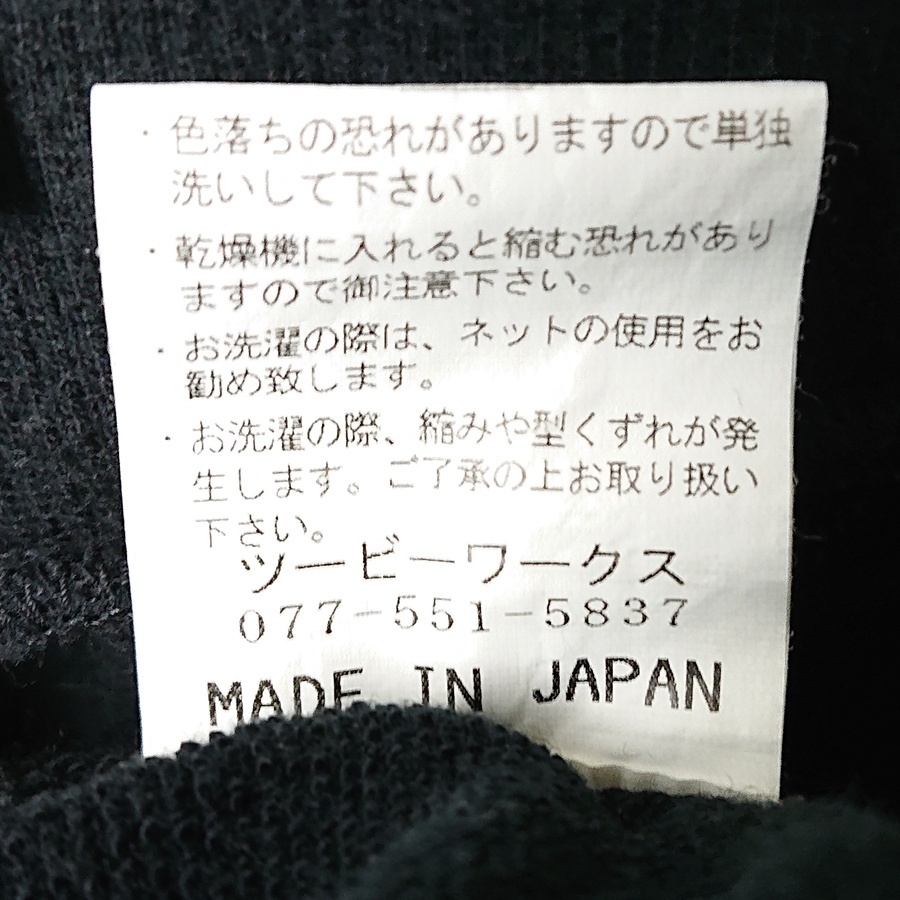 ・色落ちの恐れがありますので単独
洗いして下さい。
・乾燥機に入れると縮む恐れがあり
ますので御注意下さい。
・お洗濯の際は、ネットの使用をお
勧め致します。
・お洗濯の際、縮みや型くずれが発
生します。ご了承の上お取り扱い
下さい。
ツービーワークス
077-551-5837
MADE IN JAPAN